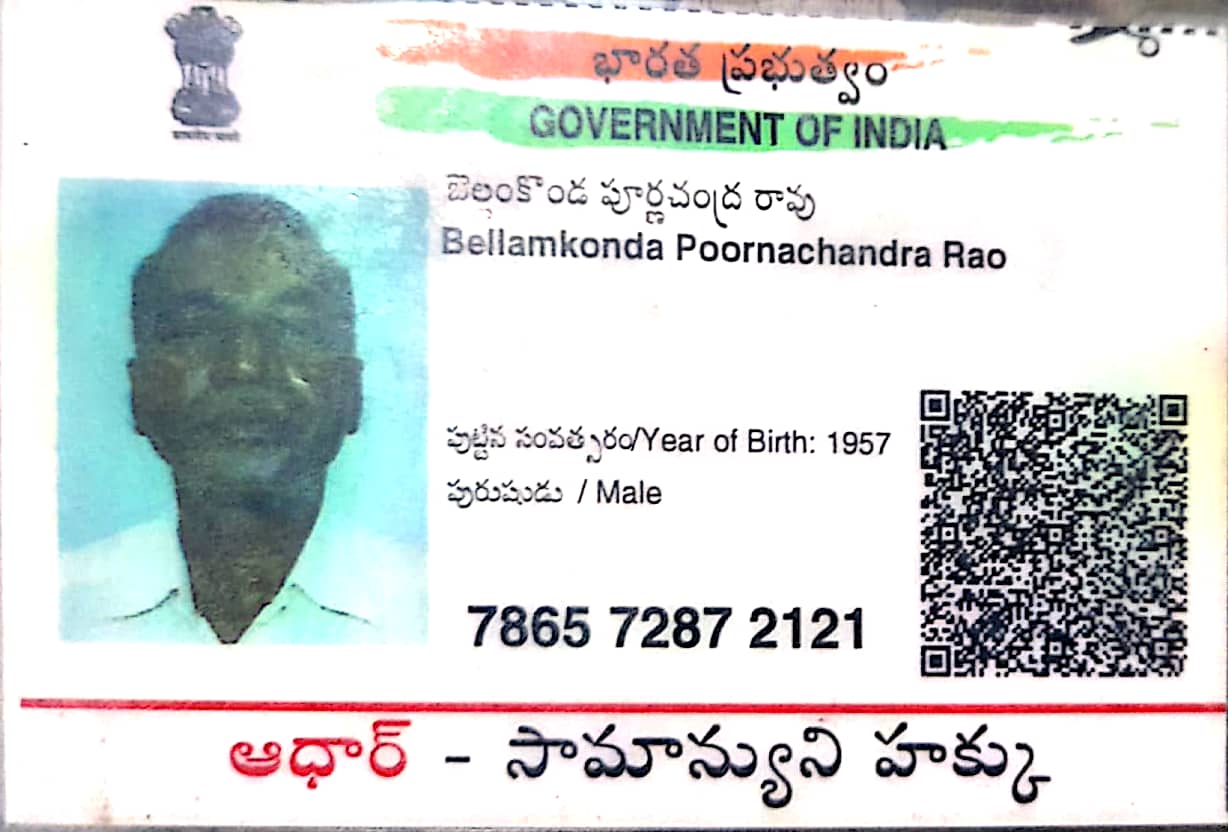 భారత ప్రభుత్వం
GOVERNMENT OF INDIA
బెల్లంకొండ పూర్ణచంద్ర రావు
Bellamkonda Poornachandra Rao
పుట్టిన సంవత్సరం/Year of Birth: 1957
పురుషుడు / Male
7865 7287 2121
ఆధార్ - సామాన్యుని హక్కు